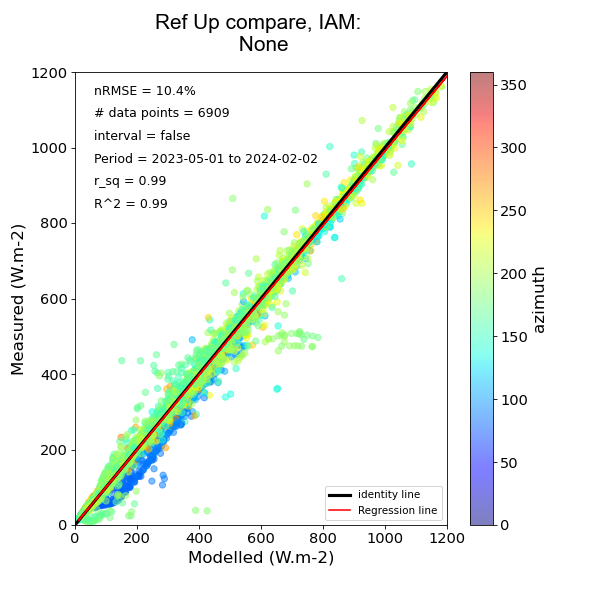 Ref Up compare, IAM:
None
nRMSE = 10.4%
# data points = 6909
interval = false
Period = 2023-05-01 to 2024-02-02
r_sq = 0.99
R^2 = 0.99
Measured (W.m-2)
1200
1000
800
600
400
200
0
0 200 400 600 800 1000 1200
Modelled (W.m-2)
identity line
Regression line
350
300
250
200
150
100
50
0
azimuth